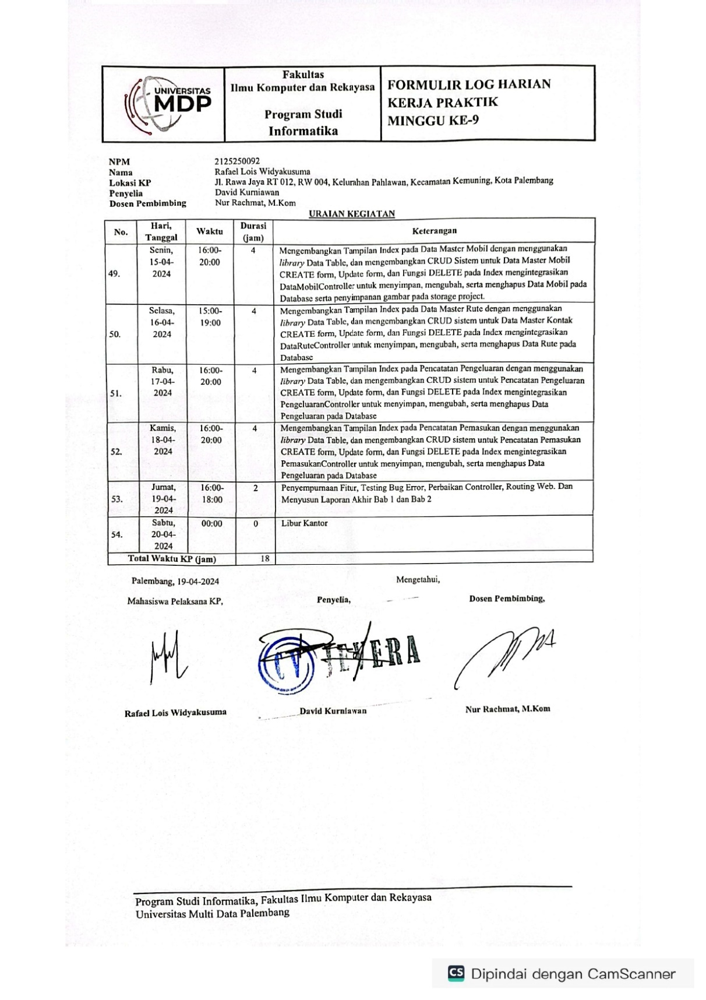 UNIVERSITAS
MDP
Fakultas
Ilmu Komputer dan Rekayasa
Program Studi
Informatika
FORMULIR LOG HARIAN
KERJA PRAKTIK
MINGGU KE-9
NPM 2125250092
Nama Rafael Lois Widyakusuma
Lokasi KP Jl. Rawa Jaya RT 012, RW 004, Kelurahan Pahlawan, Kecamatan Kemuning, Kota Palembang
Penyelia David Kurniawan
Dosen Pembimbing Nur Rachmat, M.Kom
URAIAN KEGIATAN
No. Hari, Tanggal Waktu Durasi (jam) Keterangan
49. Senin, 15-04-2024 16:00-20:00 4
Mengembangkan Tampilan Index pada Data Master Mobil dengan menggunakan
library Data Table, dan mengembangkan CRUD Sistem untuk Data Master Mobil
CREATE form, Update form, dan Fungsi DELETE pada Index mengintegrasikan
DataMobilController untuk menyimpan, mengubah, serta menghapus Data Mobil pada
Database serta penyimpanan gambar pada storage project.
50. Selasa, 16-04-2024 15:00-19:00 4
Mengembangkan Tampilan Index pada Data Master Rute dengan menggunakan
library Data Table, dan mengembangkan CRUD sistem untuk Data Master Kontak
CREATE form, Update form, dan Fungsi DELETE pada Index mengintegrasikan
DataRuteController untuk menyimpan, mengubah, serta menghapus Data Rute pada
Database
51. Rabu, 17-04-2024 16:00-20:00 4
Mengembangkan Tampilan Index pada Pencatatan Pengeluaran dengan menggunakan
library Data Table, dan mengembangkan CRUD sistem untuk Pencatatan Pengeluaran
CREATE form, Update form, dan Fungsi DELETE pada Index mengintegrasikan
PengeluaranController untuk menyimpan, mengubah, serta menghapus Data
Pengeluaran pada Database
52. Kamis, 18-04-2024 16:00-20:00 4
Mengembangkan Tampilan Index pada Pencatatan Pemasukan dengan menggunakan
library Data Table, dan mengembangkan CRUD sistem untuk Pencatatan Pemasukan
CREATE form, Update form, dan Fungsi DELETE pada Index mengintegrasikan
PemasukanController untuk menyimpan, mengubah, serta menghapus Data
Pengeluaran pada Database
53. Jumat, 19-04-2024 16:00-18:00 2
Penyempurnaan Fitur, Testing Bug Error, Perbaikan Controller, Routing Web. Dan
Menyusun Laporan Akhir Bab 1 dan Bab 2
54. Sabtu, 20-04-2024 00:00 0 Libur Kantor
Total Waktu KP (jam) 18
Palembang, 19-04-2024 Mengetahui,
Mahasiswa Pelaksana KP, Penyelia, Dosen Pembimbing,
CV
Rafael Lois Widyakusuma David Kurniawan Nur Rachmat, M.Kom
Program Studi Informatika, Fakultas Ilmu Komputer dan Rekayasa
Universitas Multi Data Palembang
CS Dipindai dengan CamScanner